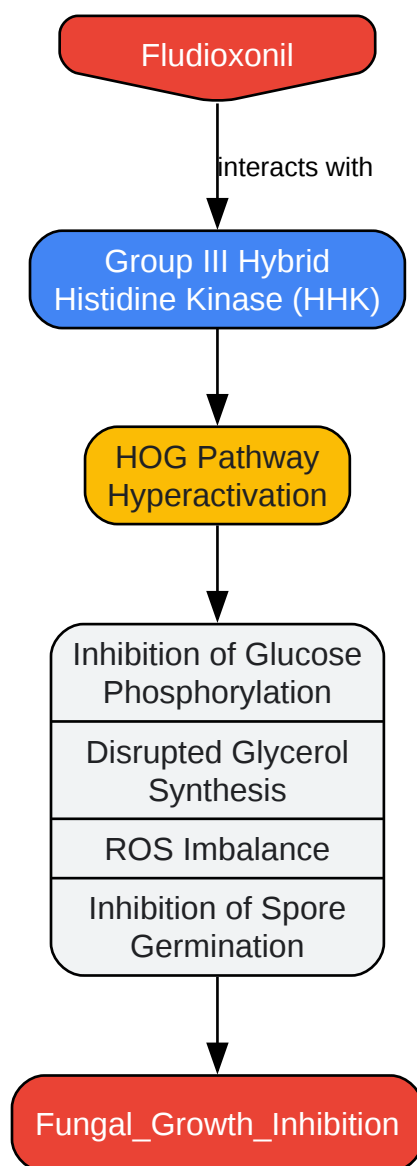 Fludioxonil
interacts with
Group III Hybrid
Histidine Kinase (HHK)
HOG Pathway
Hyperactivation
Inhibition of Glucose
Phosphorylation
Disrupted Glycerol
Synthesis
ROS Imbalance
Inhibition of Spore
Germination
Fungal_Growth_Inhibition